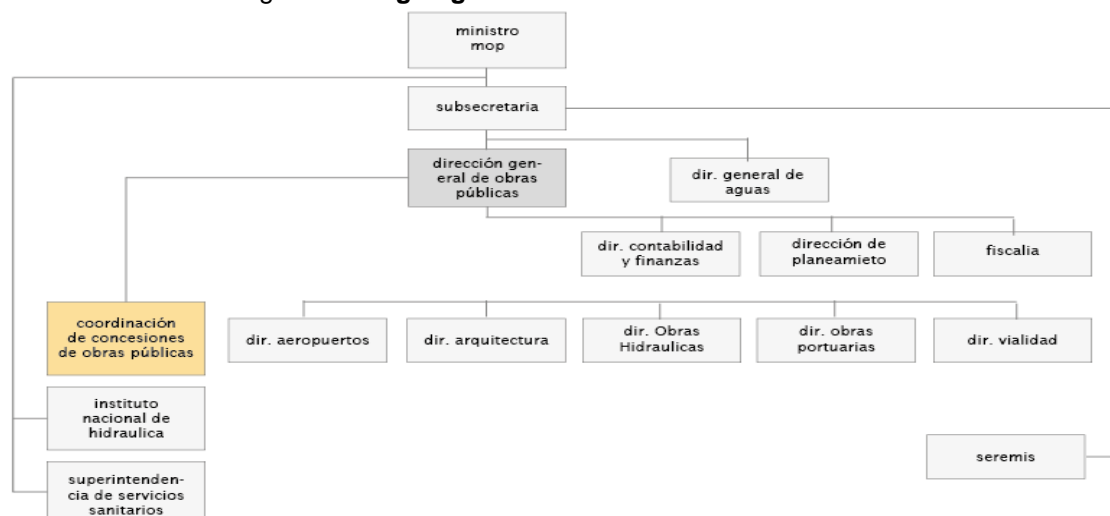 ministro
mop
subsecretaria
dirección gen-
eral de obras
públicas
dir. general de
aguas
dir. contabilidad
y finanzas
dirección de
planeamieto
fiscalia
coordinación
de concesiones
de obras públicas
dir. aeropuertos
dir. arquitectura
dir. Obras
Hidraulicas
dir. obras
portuarias
dir. vialidad
instituto
nacional de
hidraulica
seremis
superintenden-
cia de servicios
sanitarios